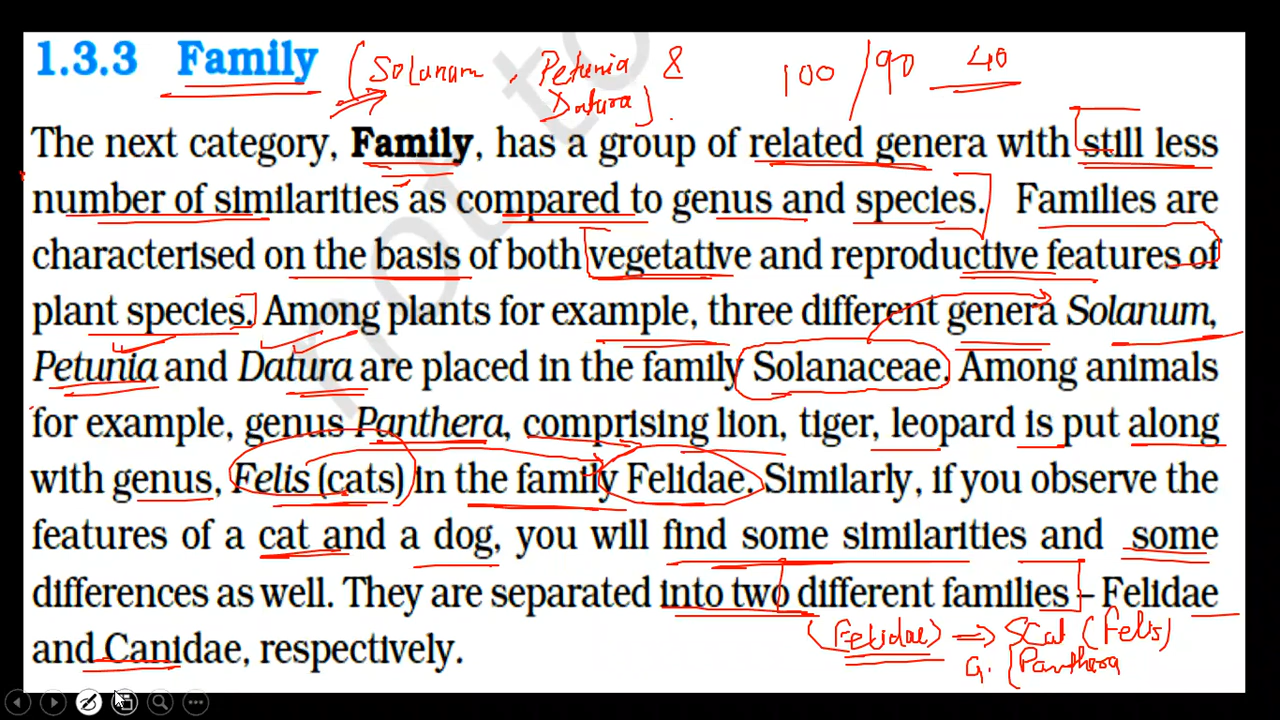 1.3.3 Family (Solanam, Petunia & 100 / 90 40
Datura).
The next category, Family, has a group of related genera with still less
number of similarities as compared to genus and species. Families are
characterised on the basis of both vegetative and reproductive features of
plant species. Among plants for example, three different genera Solanum,
Petunia and Datura are placed in the family Solanaceae. Among animals
for example, genus Panthera, comprising lion, tiger, leopard is put along
with genus, Felis (cats) in the family Felidae. Similarly, if you observe the
features of a cat and a dog, you will find some similarities and some
differences as well. They are separated into two different families – Felidae
and Canidae, respectively.
(Felidae) ⇒ Cat (Felis)
G. Panthera